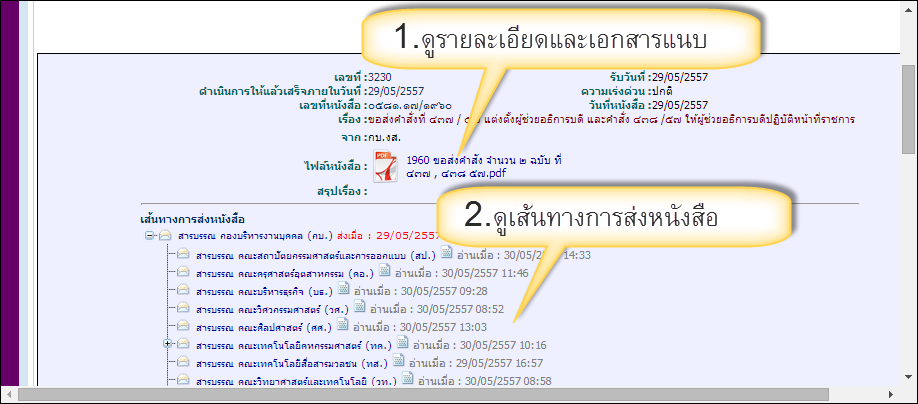 1.ดูรายละเอียดและเอกสารแนบ
เลขที่ :3230 รับวันที่ :29/05/2557
ดำเนินการให้แล้วเสร็จภายในวันที่ :29/05/2557 ความเร่งด่วน :ปกติ
เลขที่หนังสือ :๐๕๘๑.๑๗/๑๙๖๐ วันที่หนังสือ :29/05/2557
เรื่อง :ขอส่งคำสั่งที่ ๔๓๗ / แต่งตั้งผู้ช่วยอธิการบดี และคำสั่ง ๔๓๘ /๕๗ ให้ผู้ช่วยอธิการบดีปฏิบัติหน้าที่ราชการ
จาก :กบ.งส.
ไฟล์หนังสือ : PDF 1960 ขอส่งคำสั่ง จำนวน ๒ ฉบับ ที่
๔๓๗ , ๔๓๘ ๕๗.pdf
สรุปเรื่อง :
2.ดูเส้นทางการส่งหนังสือ
เส้นทางการส่งหนังสือ
สารบรรณ กองบริหารงานบุคคล (กบ.) ส่งเมื่อ : 29/05/2557
สารบรรณ คณะสถาปัตยกรรมศาสตร์และการออกแบบ (สป.) อ่านเมื่อ : 30/05/2557 14:33
สารบรรณ คณะครุศาสตร์อุตสาหกรรม (คอ.) อ่านเมื่อ : 30/05/2557 11:46
สารบรรณ คณะบริหารธุรกิจ (บธ.) อ่านเมื่อ : 30/05/2557 09:28
สารบรรณ คณะวิศวกรรมศาสตร์ (วศ.) อ่านเมื่อ : 30/05/2557 08:52
สารบรรณ คณะศิลปศาสตร์ (ศศ.) อ่านเมื่อ : 30/05/2557 13:03
สารบรรณ คณะเทคโนโลยีคหกรรมศาสตร์ (ทค.) อ่านเมื่อ : 30/05/2557 10:16
สารบรรณ คณะเทคโนโลยีสื่อสารมวลชน (ทส.) อ่านเมื่อ : 29/05/2557 16:57
สารบรรณ คณะวิทยาศาสตร์และเทคโนโลยี (วท.) อ่านเมื่อ : 30/05/2557 08:58